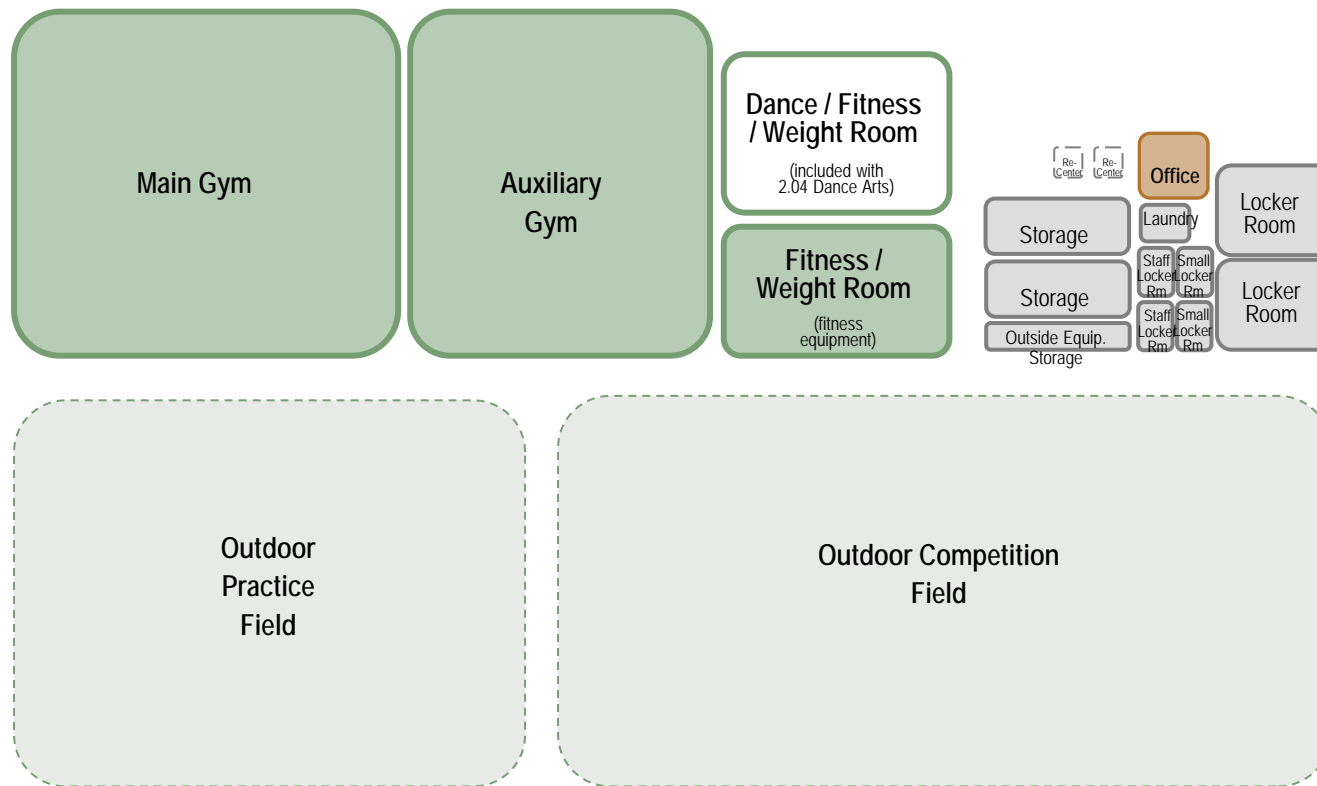 Main Gym
Auxiliary
Gym
Dance / Fitness
/ Weight Room
(included with
2.04 Dance Arts)
Fitness /
Weight Room
(fitness
equipment)
Re-
Center
Re-
Center
Office
Laundry
Storage
Storage
Outside Equip.
Storage
Staff
Locker
Rm
Small
Locker
Rm
Staff
Locker
Rm
Small
Locker
Rm
Locker
Room
Locker
Room
Outdoor
Practice
Field
Outdoor Competition
Field